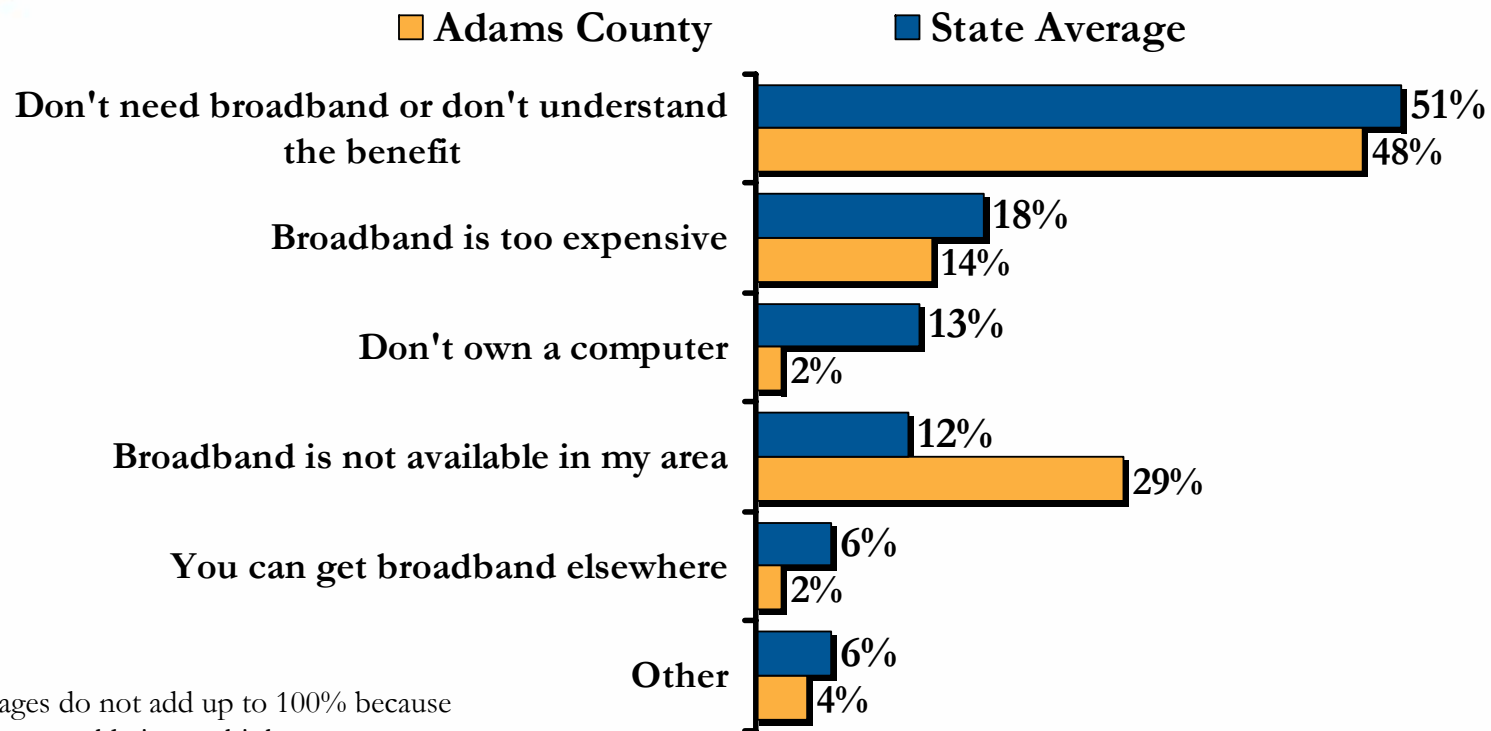 Adams County State Average
Don't need broadband or don't understand
the benefit
51%
48%
Broadband is too expensive
18%
14%
Don't own a computer
13%
2%
Broadband is not available in my area
12%
29%
You can get broadband elsewhere
6%
2%
Other
6%
4%
do not add up to 100% because